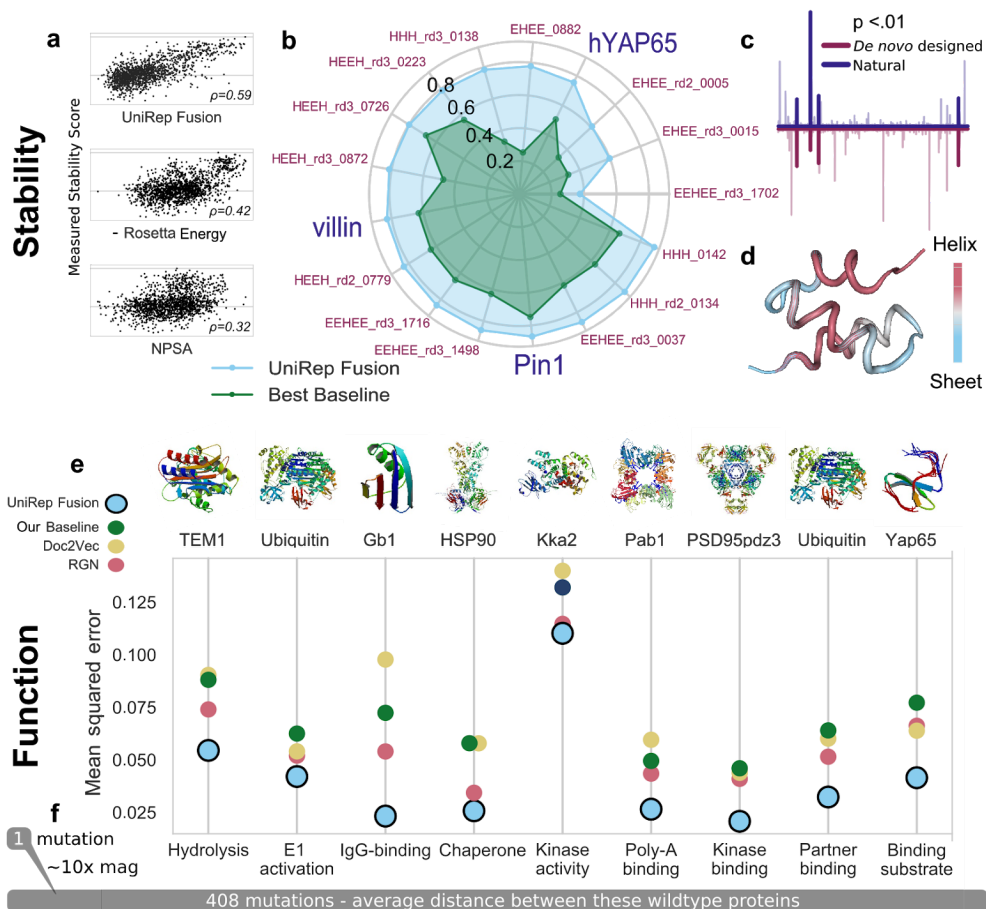 a
Stability
Measured Stability Score
ρ=0.59
UniRep Fusion
ρ=0.42
- Rosetta Energy
ρ=0.32
NPSA
b
EHEE_0882
hYAP65
HHH_rd3_0138
HEEH_rd3_0223
EHEE_rd2_0005
0.8
HEEH_rd3_0726
0.6
EHEE_rd3_0015
0.4
HEEH_rd3_0872
0.2
EEHEE_rd3_1702
villin
HHH_0142
HEEH_rd2_0779
HHH_rd2_0134
EEHEE_rd3_1716
EEHEE_rd3_0037
EEHEE_rd3_1498
Pin1
UniRep Fusion
Best Baseline
c
p <.01
De novo designed
Natural
d
Helix
Sheet
e
UniRep Fusion
Our Baseline
Doc2Vec
RGN
TEM1 Ubiquitin Gb1 HSP90 Kka2 Pab1 PSD95pdz3 Ubiquitin Yap65
Function
Mean squared error
0.125
0.100
0.075
0.050
0.025
Hydrolysis E1 IgG-binding Chaperone Kinase Poly-A Kinase Partner Binding
activation activity binding binding binding substrate
f
1 mutation
~10x mag
408 mutations - average distance between these wildtype proteins